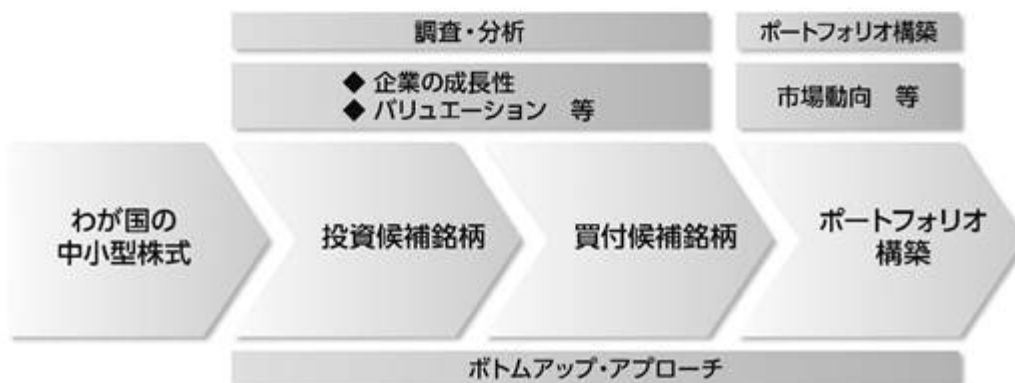 調査・分析
ポートフォリオ構築
◆ 企業の成長性
◆ バリュエーション 等
市場動向 等
わが国の
中小型株式
投資候補銘柄
買付候補銘柄
ポートフォリオ
構築
ボトムアップ・アプローチ